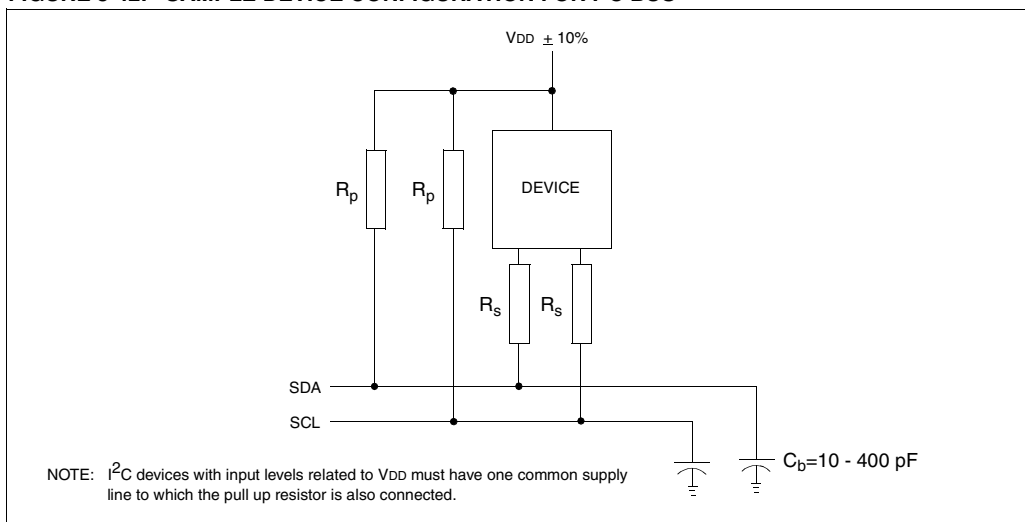 VDD ± 10%
Rp Rp DEVICE
Rs Rs
SDA
SCL
Cb=10 - 400 pF
NOTE: I2C devices with input levels related to VDD must have one common supply
line to which the pull up resistor is also connected.